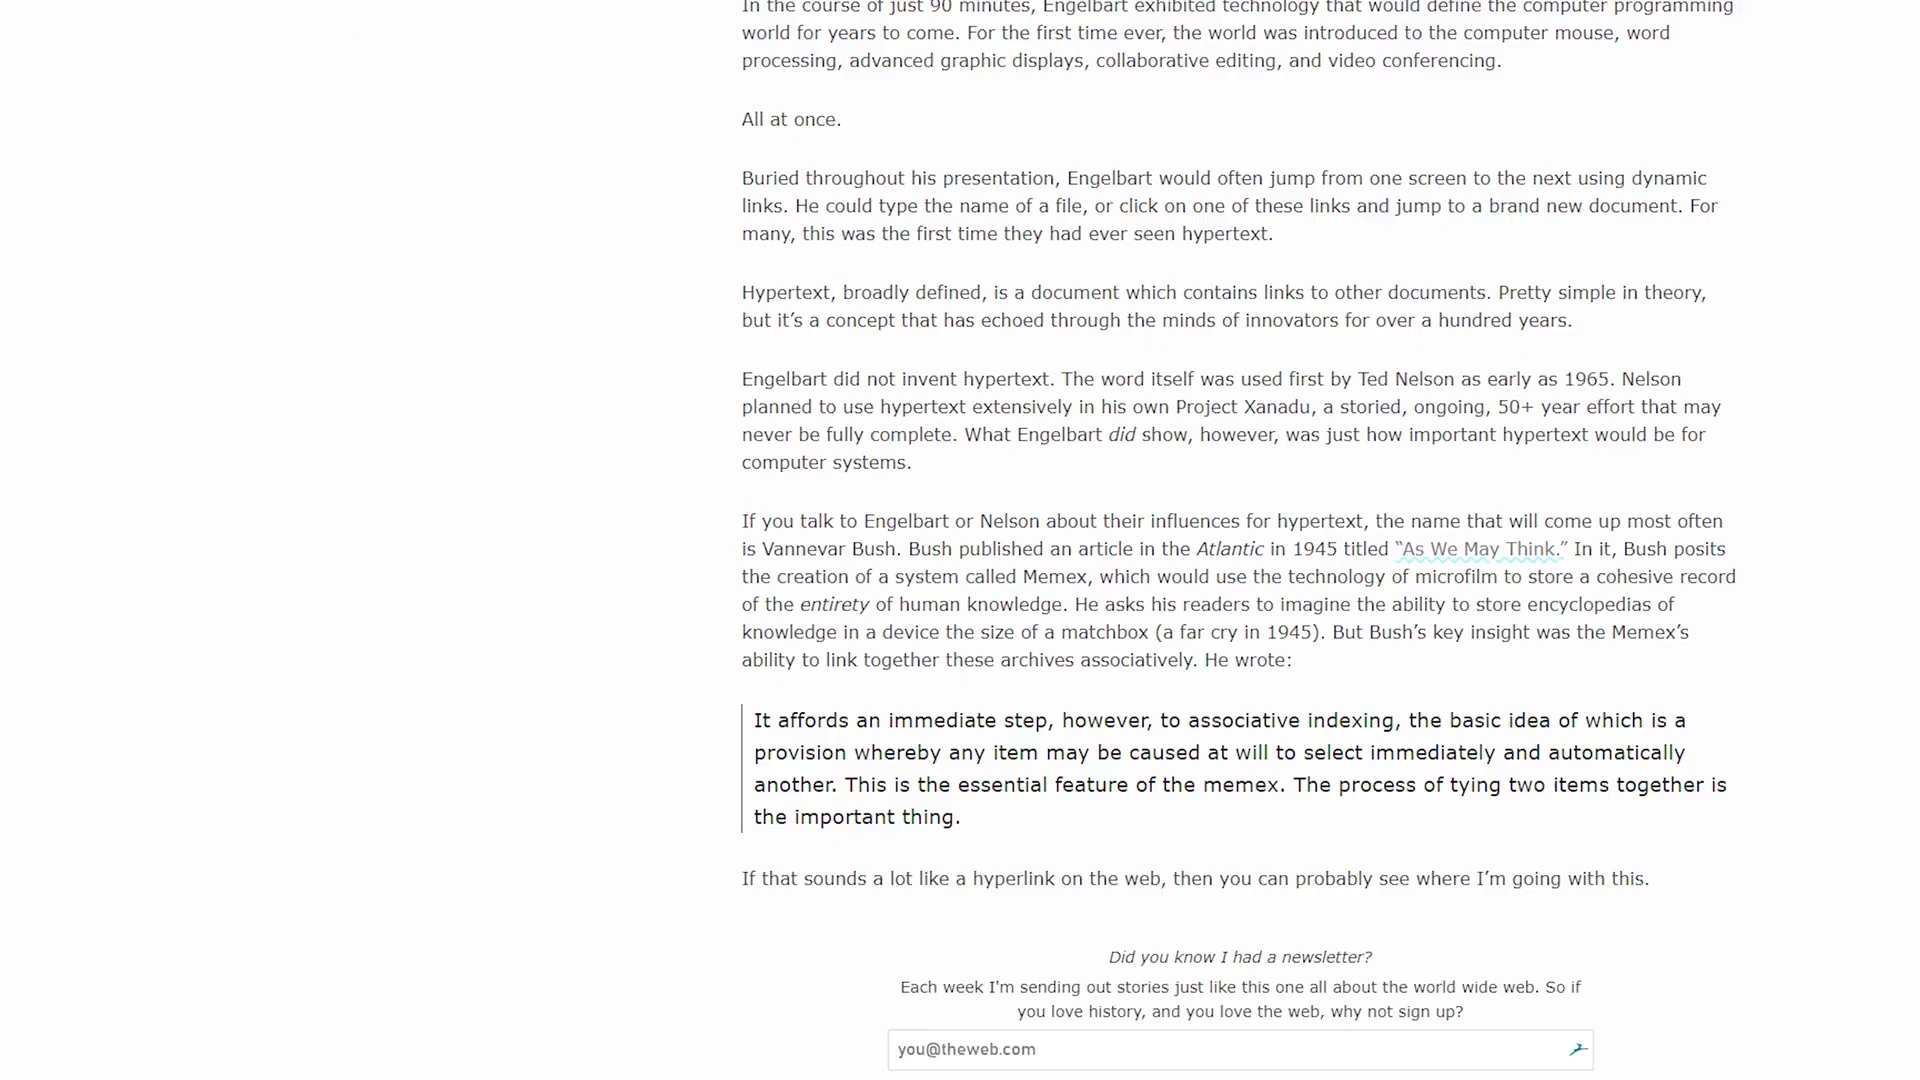 In the course of just 90 minutes, Engelbart exhibited technology that would define the computer programming
world for years to come. For the first time ever, the world was introduced to the computer mouse, word
processing, advanced graphic displays, collaborative editing, and video conferencing.
All at once.
Buried throughout his presentation, Engelbart would often jump from one screen to the next using dynamic
links. He could type the name of a file, or click on one of these links and jump to a brand new document. For
many, this was the first time they had ever seen hypertext.
Hypertext, broadly defined, is a document which contains links to other documents. Pretty simple in theory,
but it’s a concept that has echoed through the minds of innovators for over a hundred years.
Engelbart did not invent hypertext. The word itself was used first by Ted Nelson as early as 1965. Nelson
planned to use hypertext extensively in his own Project Xanadu, a storied, ongoing, 50+ year effort that may
never be fully complete. What Engelbart did show, however, was just how important hypertext would be for
computer systems.
If you talk to Engelbart or Nelson about their influences for hypertext, the name that will come up most often
is Vannevar Bush. Bush published an article in the Atlantic in 1945 titled “As We May Think.” In it, Bush posits
the creation of a system called Memex, which would use the technology of microfilm to store a cohesive record
of the entirety of human knowledge. He asks his readers to imagine the ability to store encyclopedias of
knowledge in a device the size of a matchbox (a far cry in 1945). But Bush’s key insight was the Memex’s
ability to link together these archives associatively. He wrote:
It affords an immediate step, however, to associative indexing, the basic idea of which is a
provision whereby any item may be caused at will to select immediately and automatically
another. This is the essential feature of the memex. The process of tying two items together is
the important thing.
If that sounds a lot like a hyperlink on the web, then you can probably see where I’m going with this.
Did you know I had a newsletter?
Each week I'm sending out stories just like this one all about the world wide web. So if
you love history, and you love the web, why not sign up?
you@theweb.com